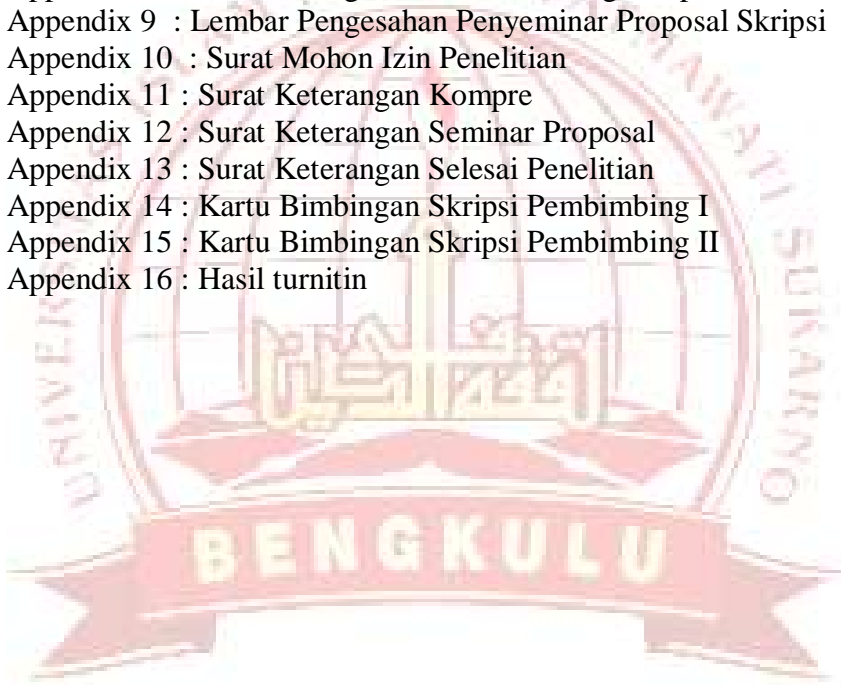 Appendix 9 : Lembar Pengesahan Penyeminar Proposal Skripsi
Appendix 10 : Surat Mohon Izin Penelitian
Appendix 11 : Surat Keterangan Kompre
Appendix 12 : Surat Keterangan Seminar Proposal
Appendix 13 : Surat Keterangan Selesai Penelitian
Appendix 14 : Kartu Bimbingan Skripsi Pembimbing I
Appendix 15 : Kartu Bimbingan Skripsi Pembimbing II
Appendix 16 : Hasil turnitin
SUKARNO
BENGKULU